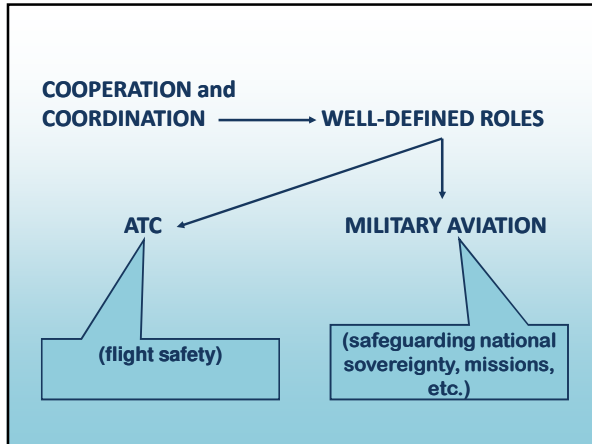 COOPERATION and
COORDINATION
WELL-DEFINED ROLES
ATC
MILITARY AVIATION
(flight safety)
(safeguarding national
sovereignty, missions,
etc.)